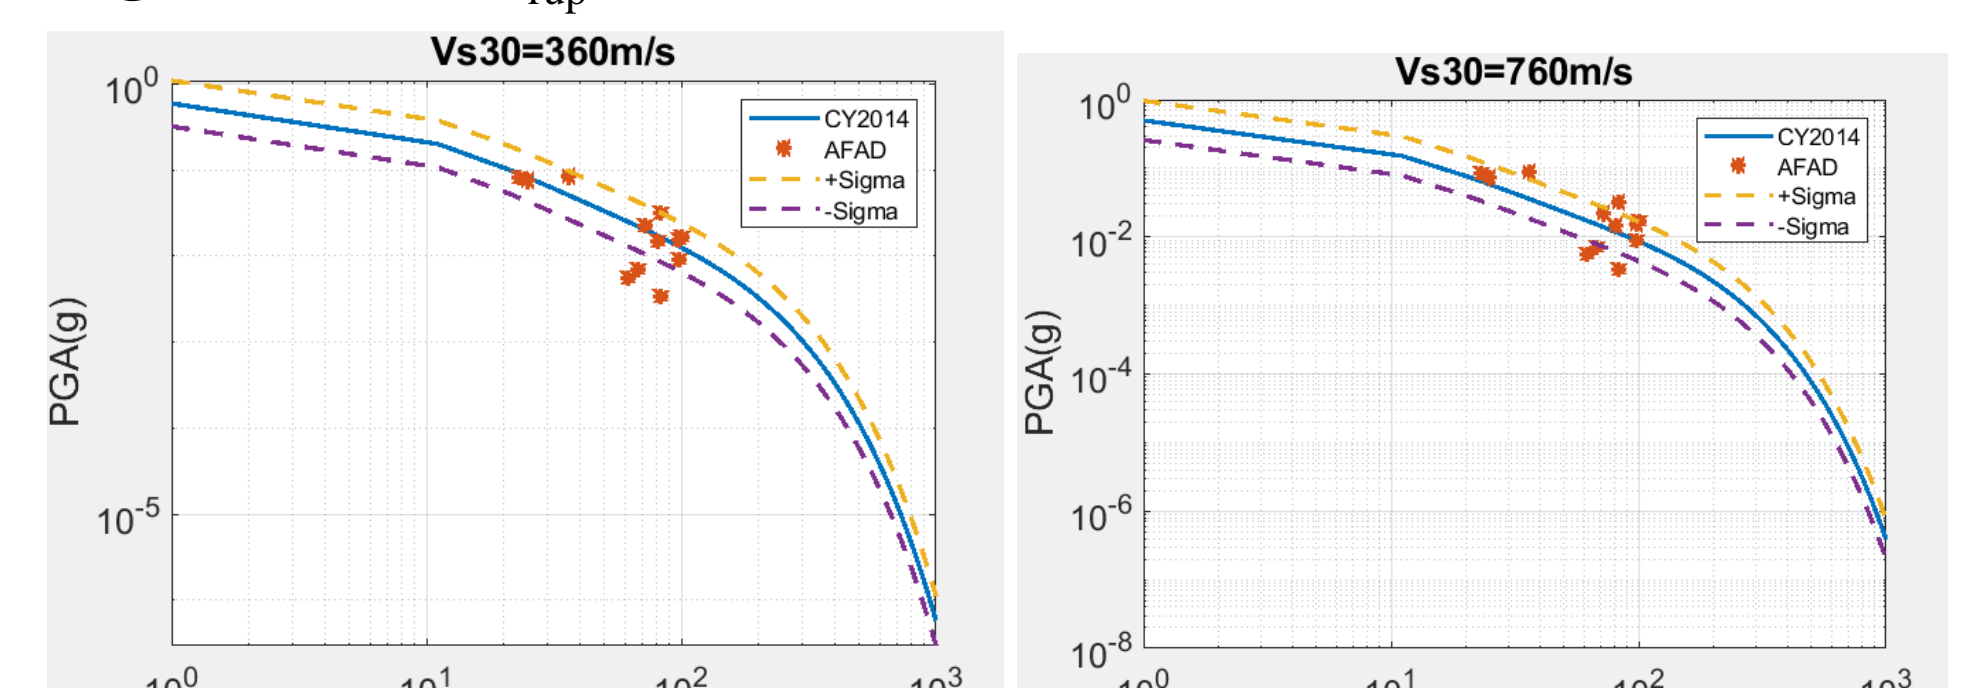 rup
Vs30=360m/s
10^0
CY2014
AFAD
+Sigma
-Sigma
PGA(g)
10^-5
10^0 10^1 10^2 10^3
Vs30=760m/s
10^0
CY2014
AFAD
+Sigma
-Sigma
10^-2
PGA(g)
10^-4
10^-6
10^-8
10^0 10^1 10^2 10^3